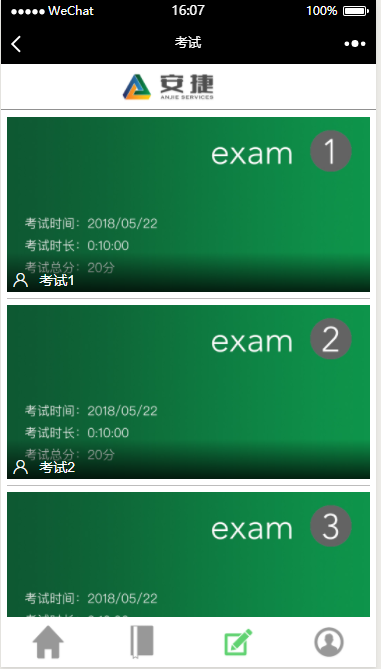 WeChat 16:07 100%
考试
安捷
ANJIE SERVICES
exam 1
考试时间：2018/05/22
考试时长：0:10:00
考试总分：20分
考试1
exam 2
考试时间：2018/05/22
考试时长：0:10:00
考试总分：20分
考试2
exam 3
考试时间：2018/05/22